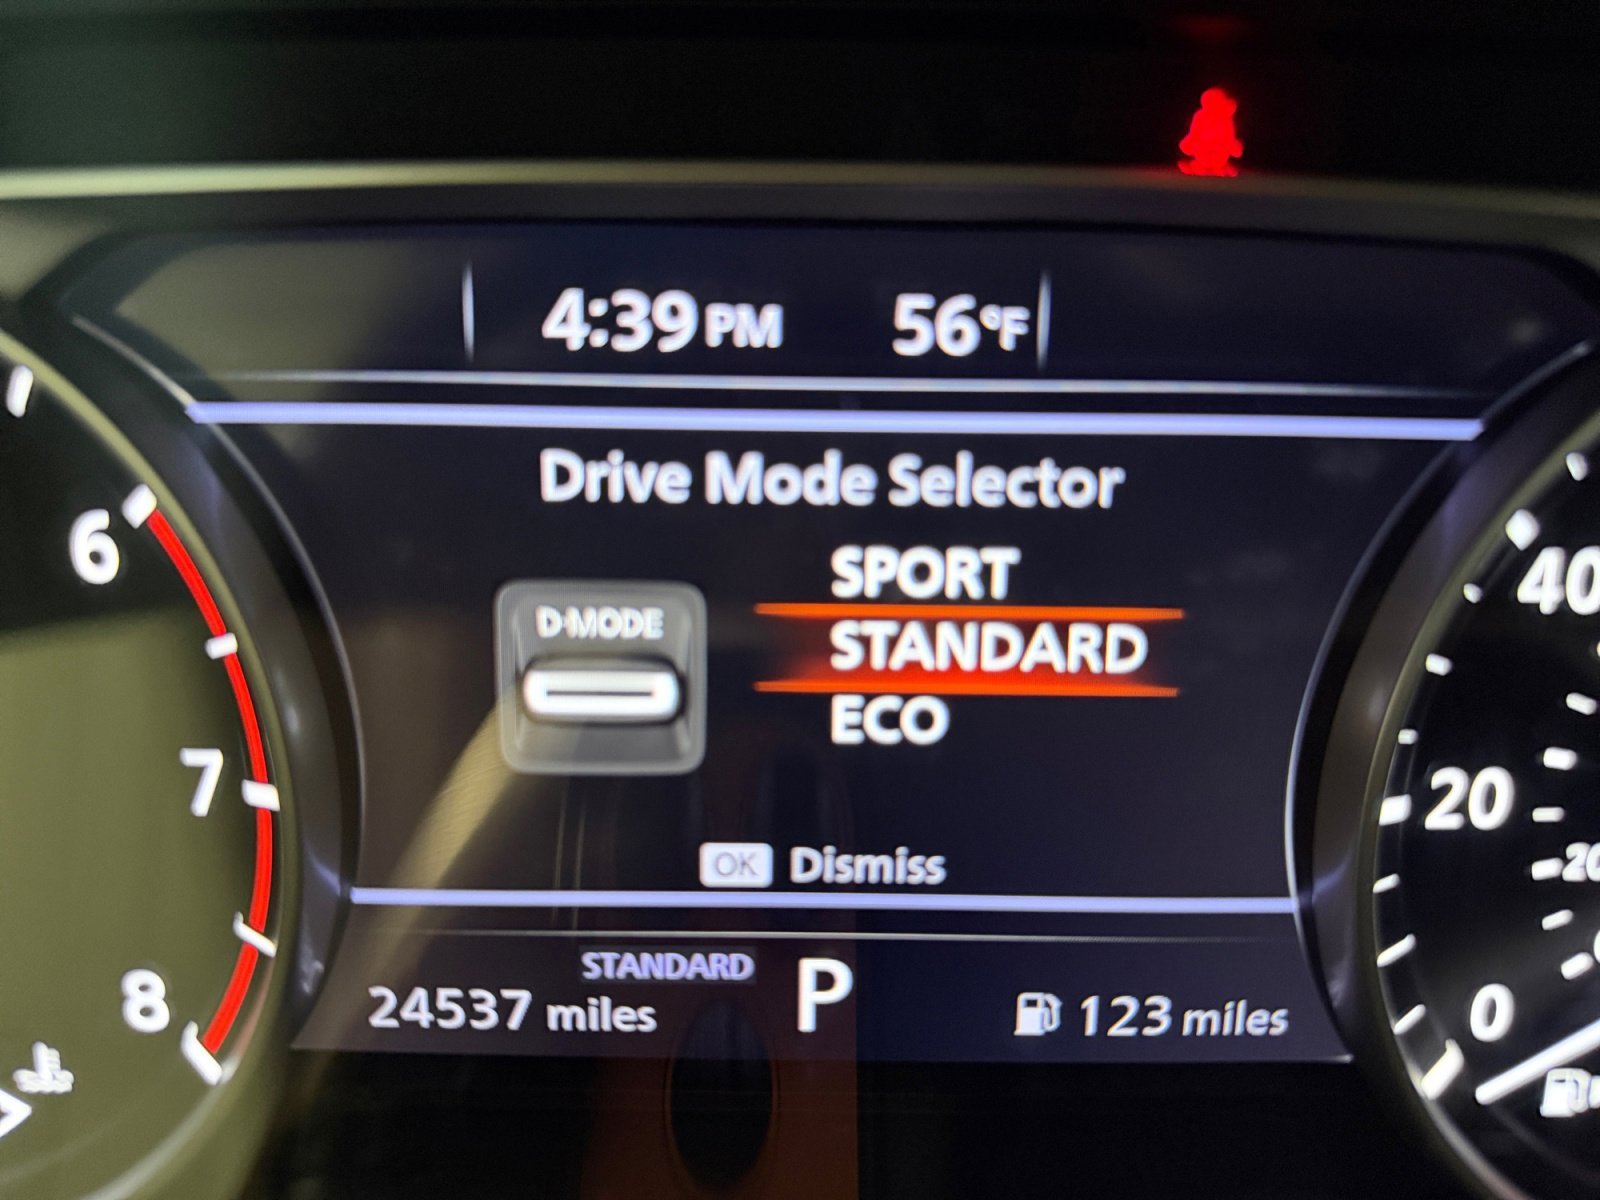 4:39 PM 56°F
Drive Mode Selector
SPORT
D-MODE
STANDARD
ECO
OK Dismiss
STANDARD
24537 miles P 123 miles
6
7
8
40
20
0
20